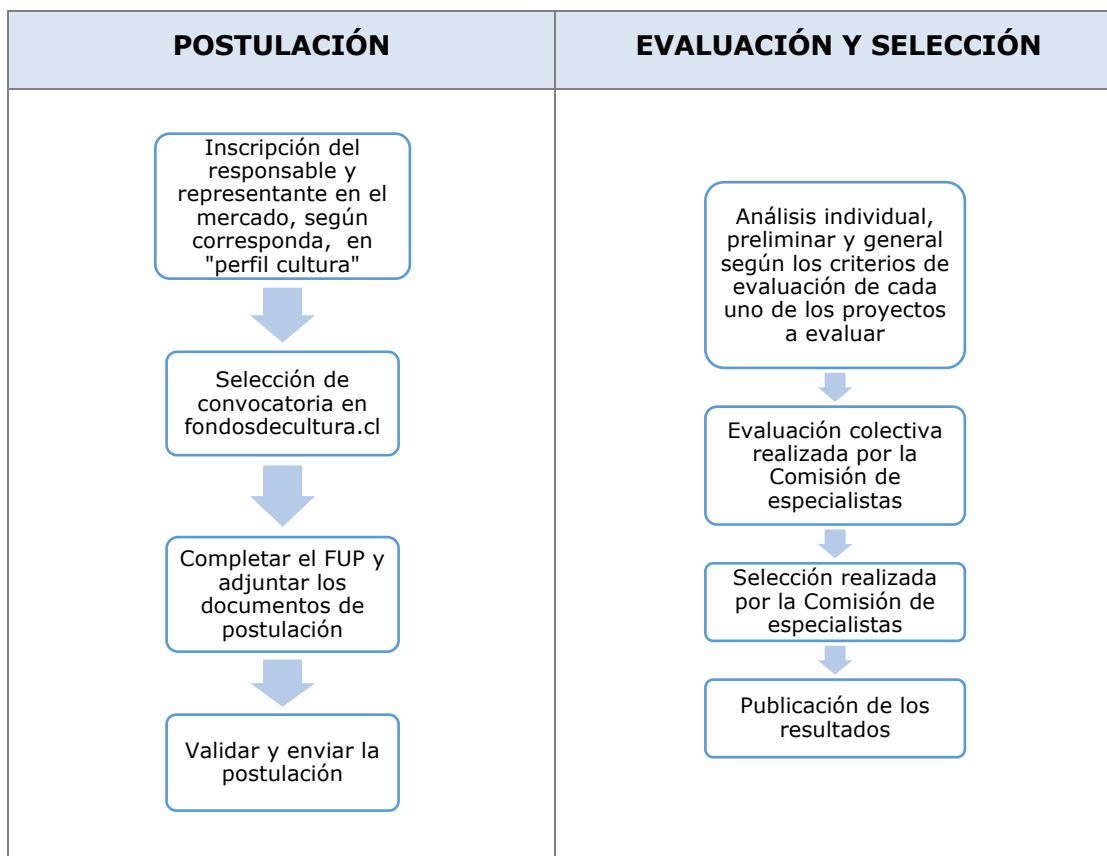 POSTULACIÓN
Inscripción del
responsable y
representante en el
mercado, según
corresponda, en
"perfil cultura"
Selección de
convocatoria en
fondosdecultura.cl
Completar el FUP y
adjuntar los
documentos de
postulación
Validar y enviar la
postulación
EVALUACIÓN Y SELECCIÓN
Análisis individual,
preliminar y general
según los criterios de
evaluación de cada
uno de los proyectos
a evaluar
Evaluación colectiva
realizada por la
Comisión de
especialistas
Selección realizada
por la Comisión de
especialistas
Publicación de los
resultados